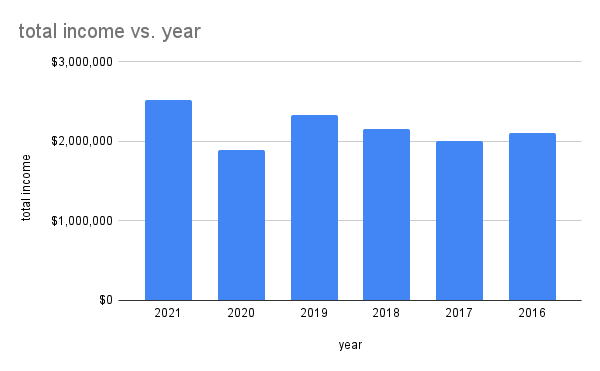 total income vs. year
$3,000,000
$2,000,000
$1,000,000
$0
total income
2021 2020 2019 2018 2017 2016
year